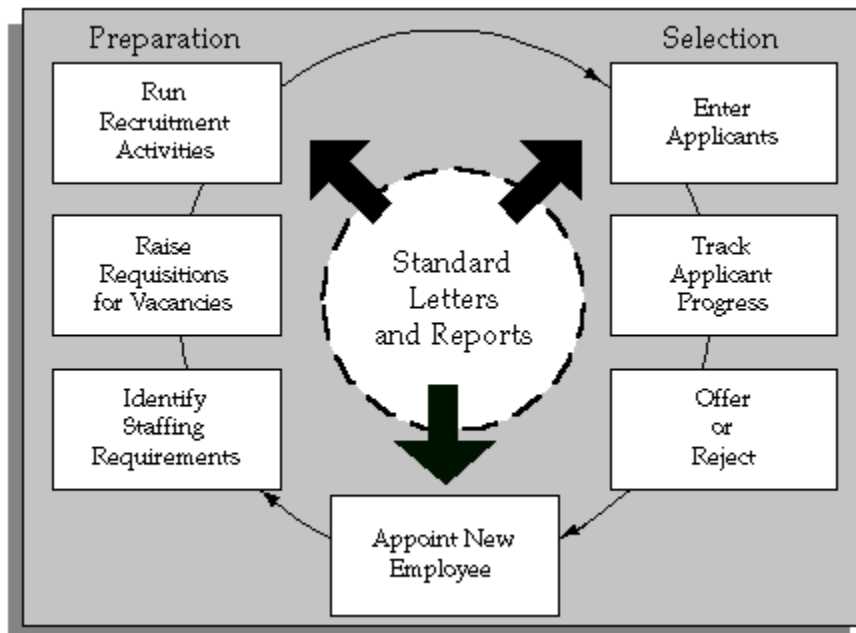 Preparation
Run
Recruitment
Activities
Raise
Requisitions
for Vacancies
Identify
Staffing
Requirements
Standard
Letters
and Reports
Appoint New
Employee
Selection
Enter
Applicants
Track
Applicant
Progress
Offer
or
Reject